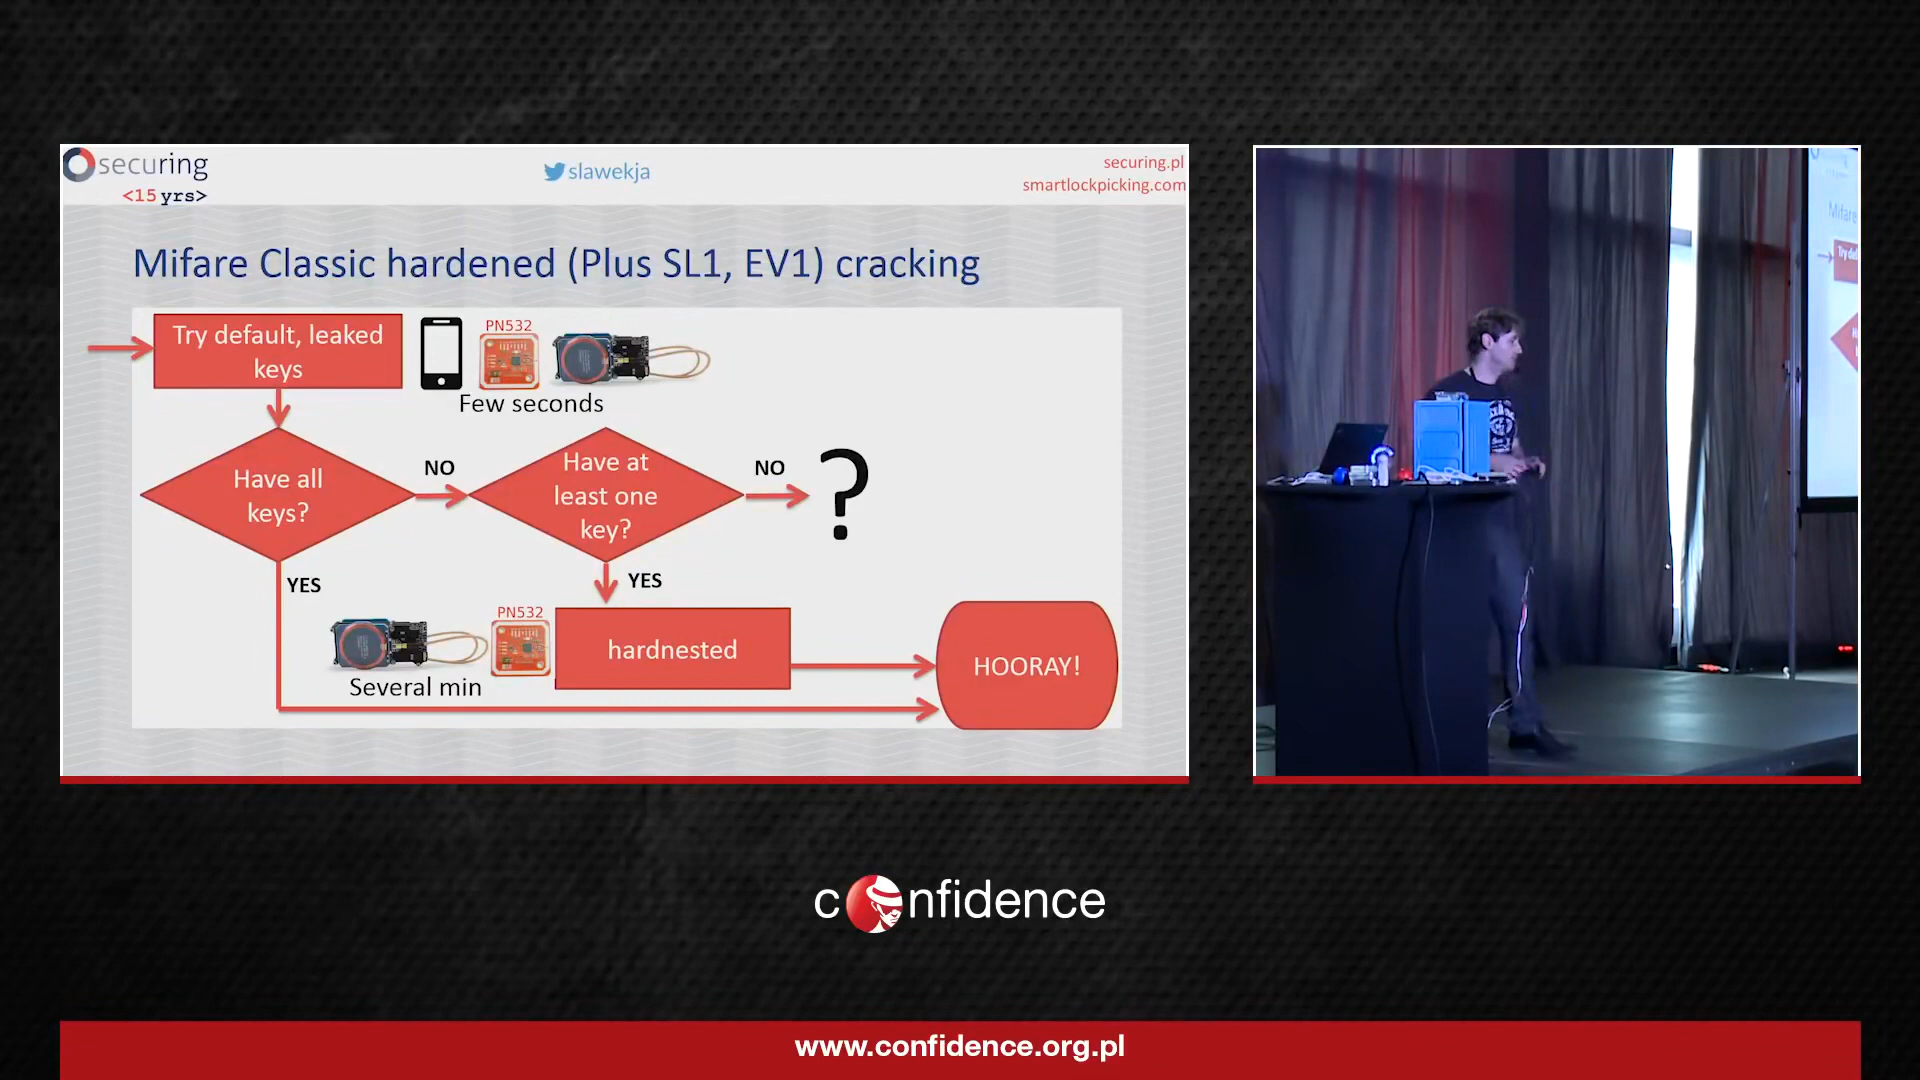 securing
<15 yrs>
slawekja
securing.pl
smartlockpicking.com
Mifare Classic hardened (Plus SL1, EV1) cracking
Try default, leaked
keys
PN532
Few seconds
Have all
keys?
NO
Have at
least one
key?
NO
?
YES
YES
PN532
Several min
hardnested
HOORAY!
Mifare
confidence
www.confidence.org.pl